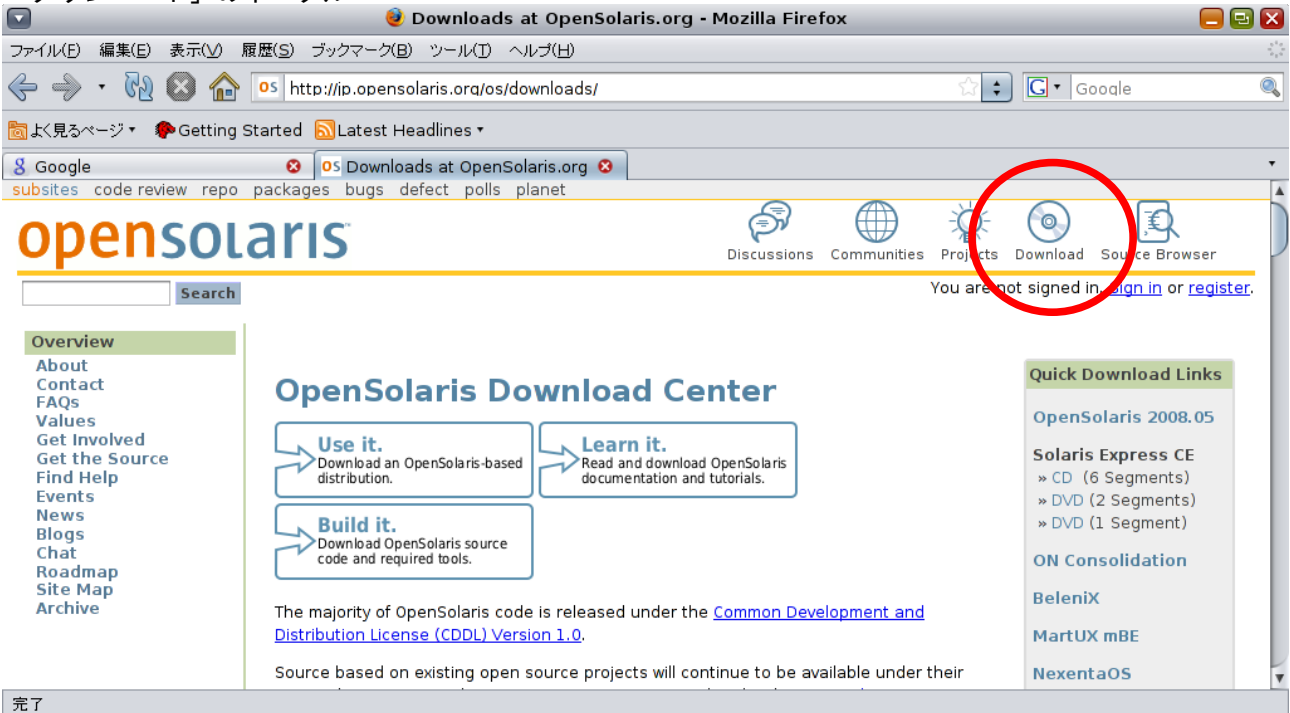 Downloads at OpenSolaris.org - Mozilla Firefox
ファイル(F) 編集(E) 表示(V) 履歴(S) ブックマーク(B) ツール(T) ヘルプ(H)
os http://jp.opensolaris.org/os/downloads/ G Google
よく見るページ Getting Started Latest Headlines
Google os Downloads at OpenSolaris.org
subsites code review repo packages bugs defect polls planet
opensolaris
Discussions Communities Projects Download Source Browser
Search
You are not signed in. Sign in or register.
Overview
About
Contact
FAQs
Values
Get Involved
Get the Source
Find Help
Events
News
Blogs
Chat
Roadmap
Site Map
Archive
OpenSolaris Download Center
Use it.
Download an OpenSolaris-based
distribution.
Learn it.
Read and download OpenSolaris
documentation and tutorials.
Build it.
Download OpenSolaris source
code and required tools.
The majority of OpenSolaris code is released under the Common Development and
Distribution License (CDDL) Version 1.0.
Source based on existing open source projects will continue to be available under their
Quick Download Links
OpenSolaris 2008.05
Solaris Express CE
» CD (6 Segments)
» DVD (2 Segments)
» DVD (1 Segment)
ON Consolidation
BeleniX
MartUX mBE
NexentaOS
完了